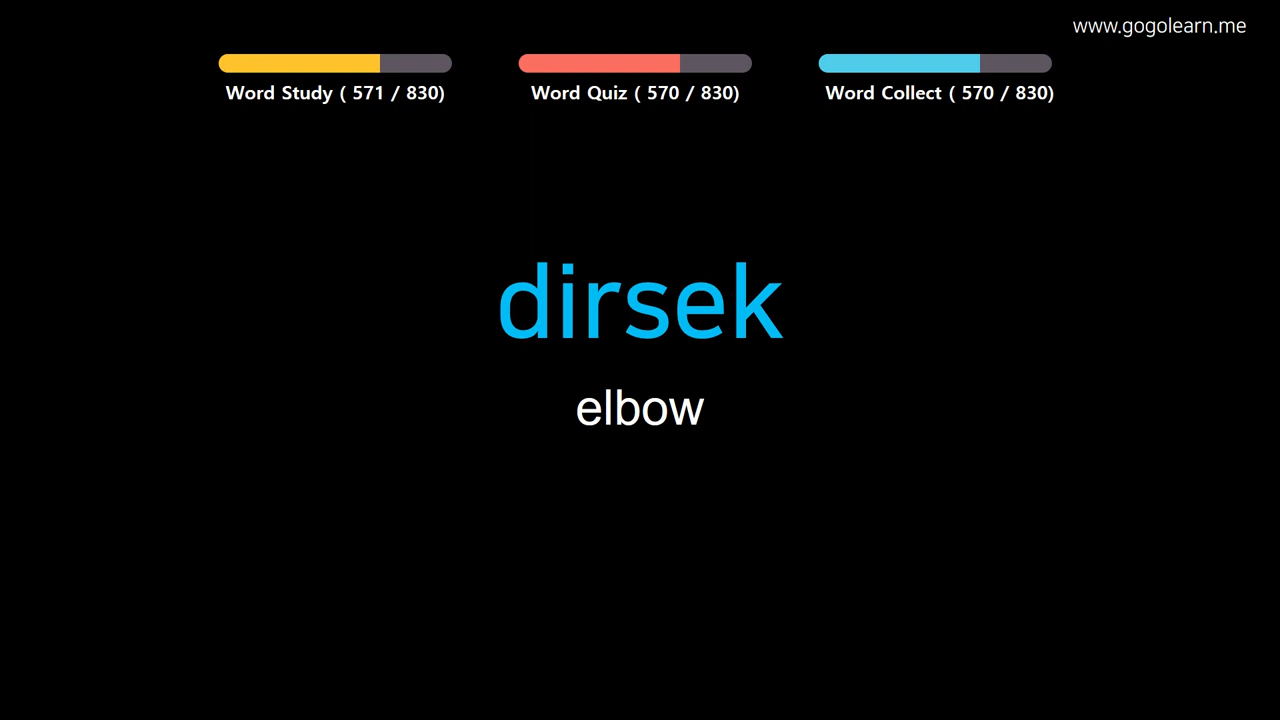 www.gogolearn.me
Word Study ( 571 / 830)
Word Quiz ( 570 / 830)
Word Collect ( 570 / 830)
dirsek
elbow